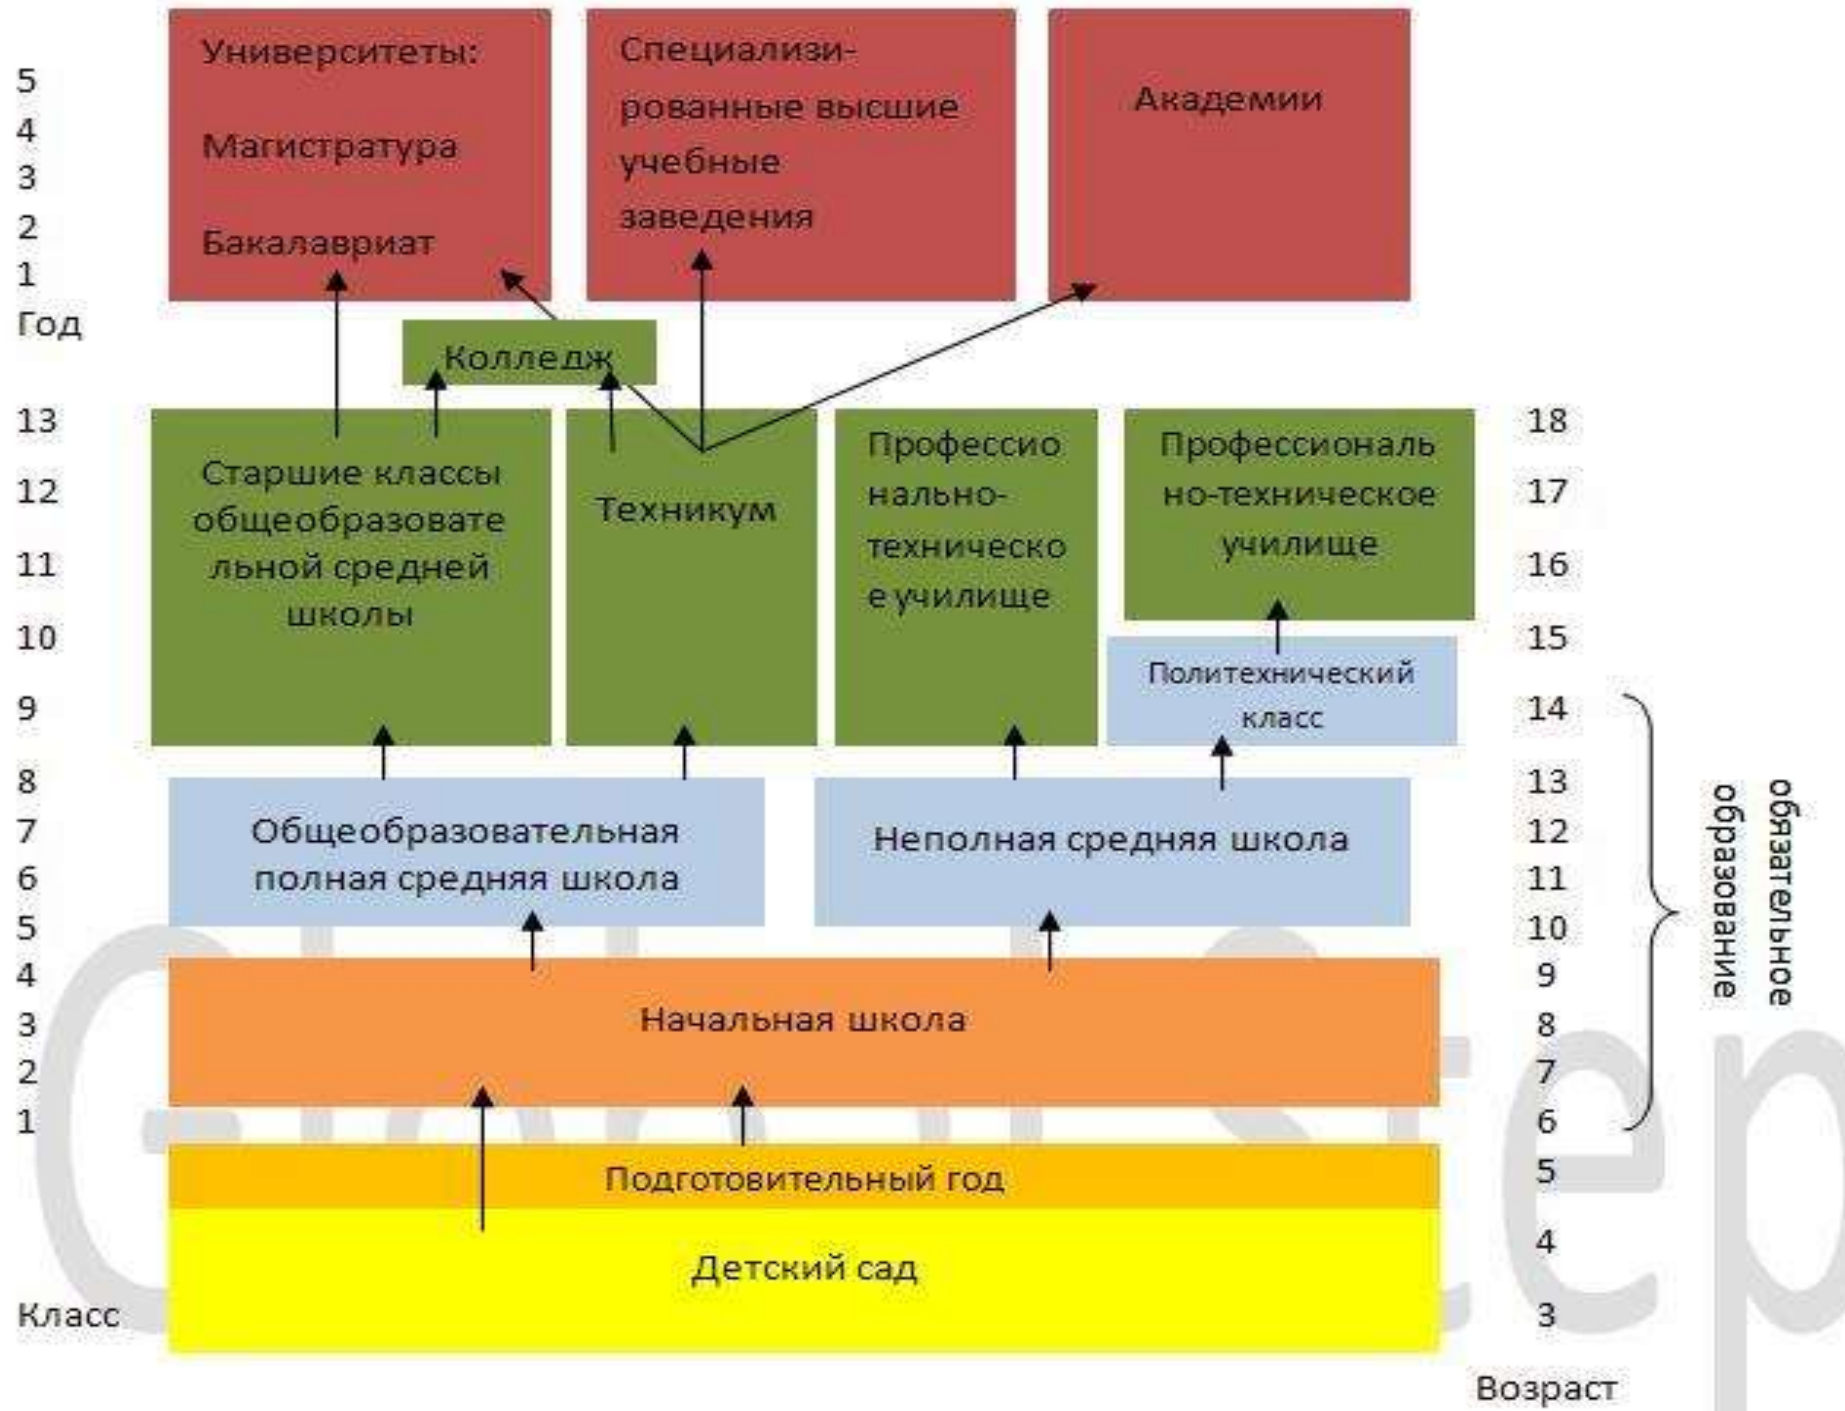 Университеты:
Магистратура
Бакалавриат
Специализи-
рованные высшие
учебные
заведения
Академии
5
4
3
2
1
Год
Колледж
13
12
11
10
9
Старшие классы
общеобразовате
льной средней
школы
Техникум
Профессио
нально-
техническо
е училище
Профессиональ
но-техническое
училище
Политехнический
класс
18
17
16
15
14
8
7
6
5
Общеобразовательная
полная средняя школа
Неполная средняя школа
13
12
11
10
обязательное
образование
4
3
2
1
Начальная школа
9
8
7
6
Подготовительный год
5
Детский сад
4
3
Класс
Возраст